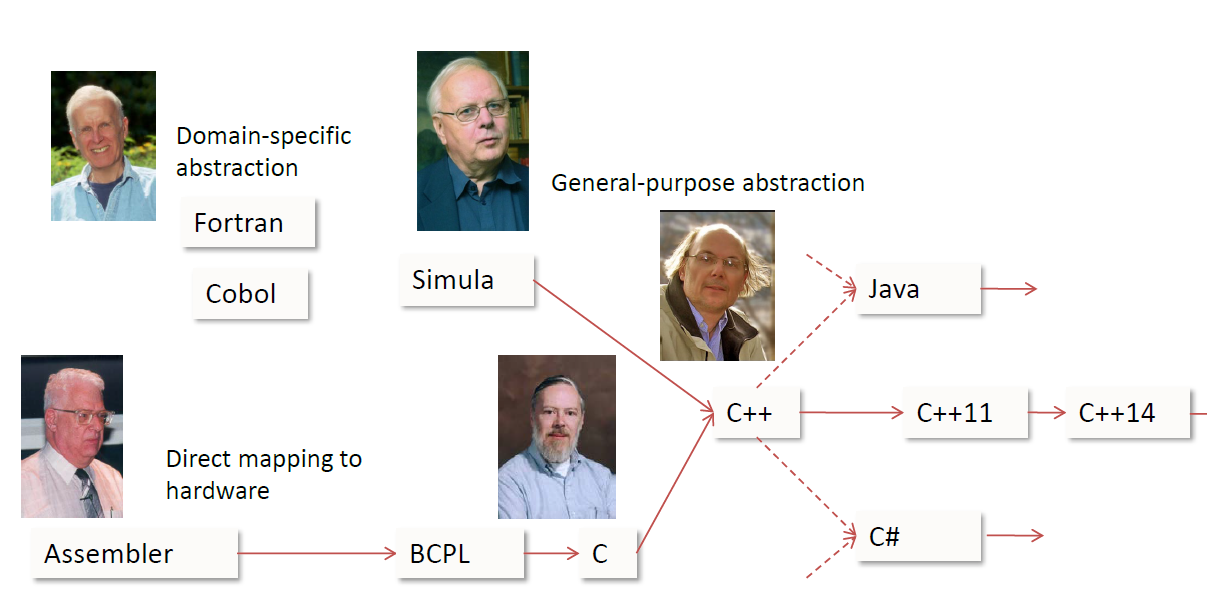 Domain-specific
abstraction
Fortran
Cobol
Simula
General-purpose abstraction
Java
Direct mapping to
hardware
C++
C++11
C++14
Assembler
BCPL
C
C#